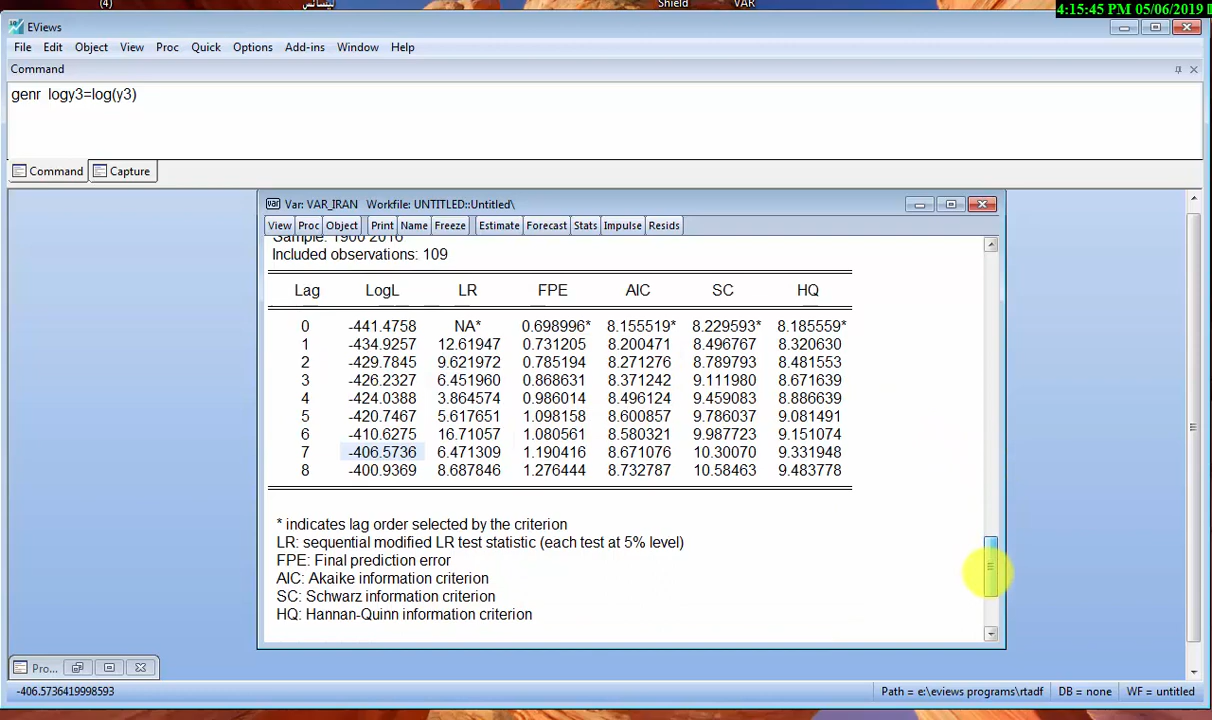 (4) لیسانس Shield VAR 4:15:45 PM 05/06/2019
EViews
File Edit Object View Proc Quick Options Add-ins Window Help
Command
genr logy3=log(y3)
Command Capture
Var: VAR_IRAN Workfile: UNTITLED::Untitled\
View Proc Object Print Name Freeze Estimate Forecast Stats Impulse Resids
Sample: 1900 2016
Included observations: 109
Lag LogL LR FPE AIC SC HQ
0 -441.4758 NA* 0.698996* 8.155519* 8.229593* 8.185559*
1 -434.9257 12.61947 0.731205 8.200471 8.496767 8.320630
2 -429.7845 9.621972 0.785194 8.271276 8.789793 8.481553
3 -426.2327 6.451960 0.868631 8.371242 9.111980 8.671639
4 -424.0388 3.864574 0.986014 8.496124 9.459083 8.886639
5 -420.7467 5.617651 1.098158 8.600857 9.786037 9.081491
6 -410.6275 16.71057 1.080561 8.580321 9.987723 9.151074
7 -406.5736 6.471309 1.190416 8.671076 10.30070 9.331948
8 -400.9369 8.687846 1.276444 8.732787 10.58463 9.483778
* indicates lag order selected by the criterion
LR: sequential modified LR test statistic (each test at 5% level)
FPE: Final prediction error
AIC: Akaike information criterion
SC: Schwarz information criterion
HQ: Hannan-Quinn information criterion
Pro...
-406.5736419998593 Path = e:\eviews programs\rtadf DB = none WF = untitled